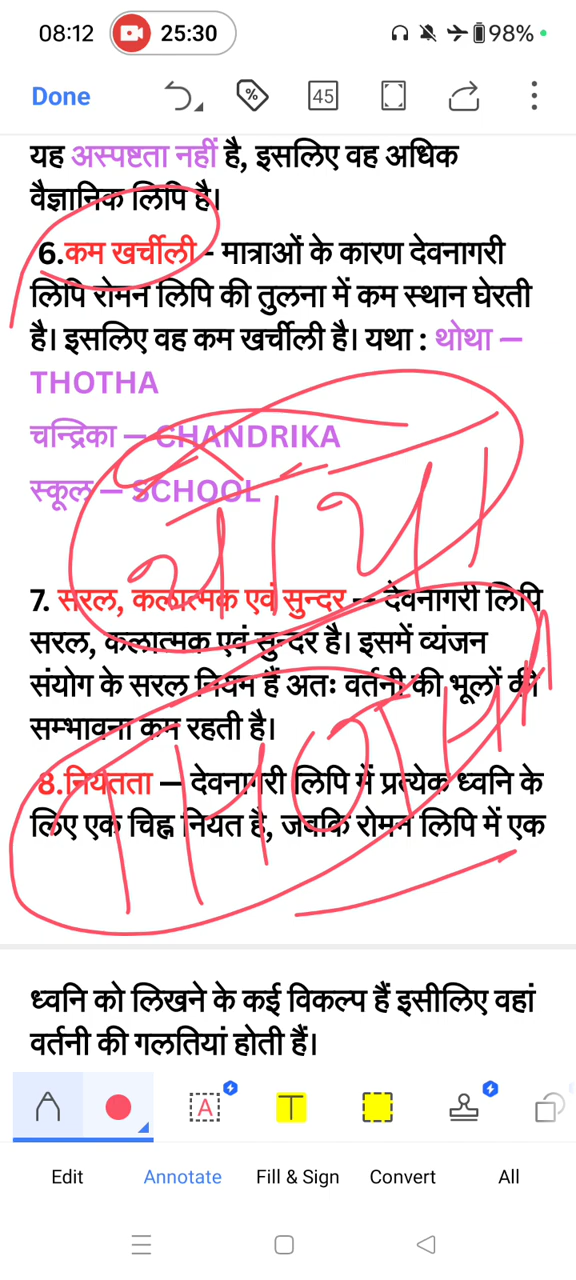 08:12 25:30 98%
Done % 45
यह अस्पष्टता नहीं है, इसलिए वह अधिक
वैज्ञानिक लिपि है।
6.कम खर्चीली - मात्राओं के कारण देवनागरी
लिपि रोमन लिपि की तुलना में कम स्थान घेरती
है। इसलिए वह कम खर्चीली है। यथा : थोथा —
THOTHA
चन्द्रिका — CHANDRIKA
स्कूल — SCHOOL
थोथा
7. सरल, कलात्मक एवं सुन्दर — देवनागरी लिपि
सरल, कलात्मक एवं सुन्दर है। इसमें व्यंजन
संयोग के सरल नियम हैं अतः वर्तनी की भूलों की
सम्भावना कम रहती है।
THOTHA
8.नियतता — देवनागरी लिपि में प्रत्येक ध्वनि के
लिए एक चिह्न नियत है, जबकि रोमन लिपि में एक
ध्वनि को लिखने के कई विकल्प हैं इसीलिए वहां
वर्तनी की गलतियां होती हैं।
A T
Edit Annotate Fill & Sign Convert All